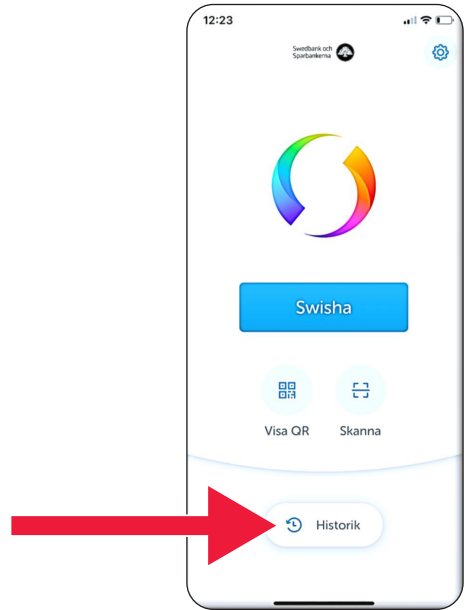 12:23
Swedbank och
Sparbankerna
Swisha
Visa QR
Skanna
Historik